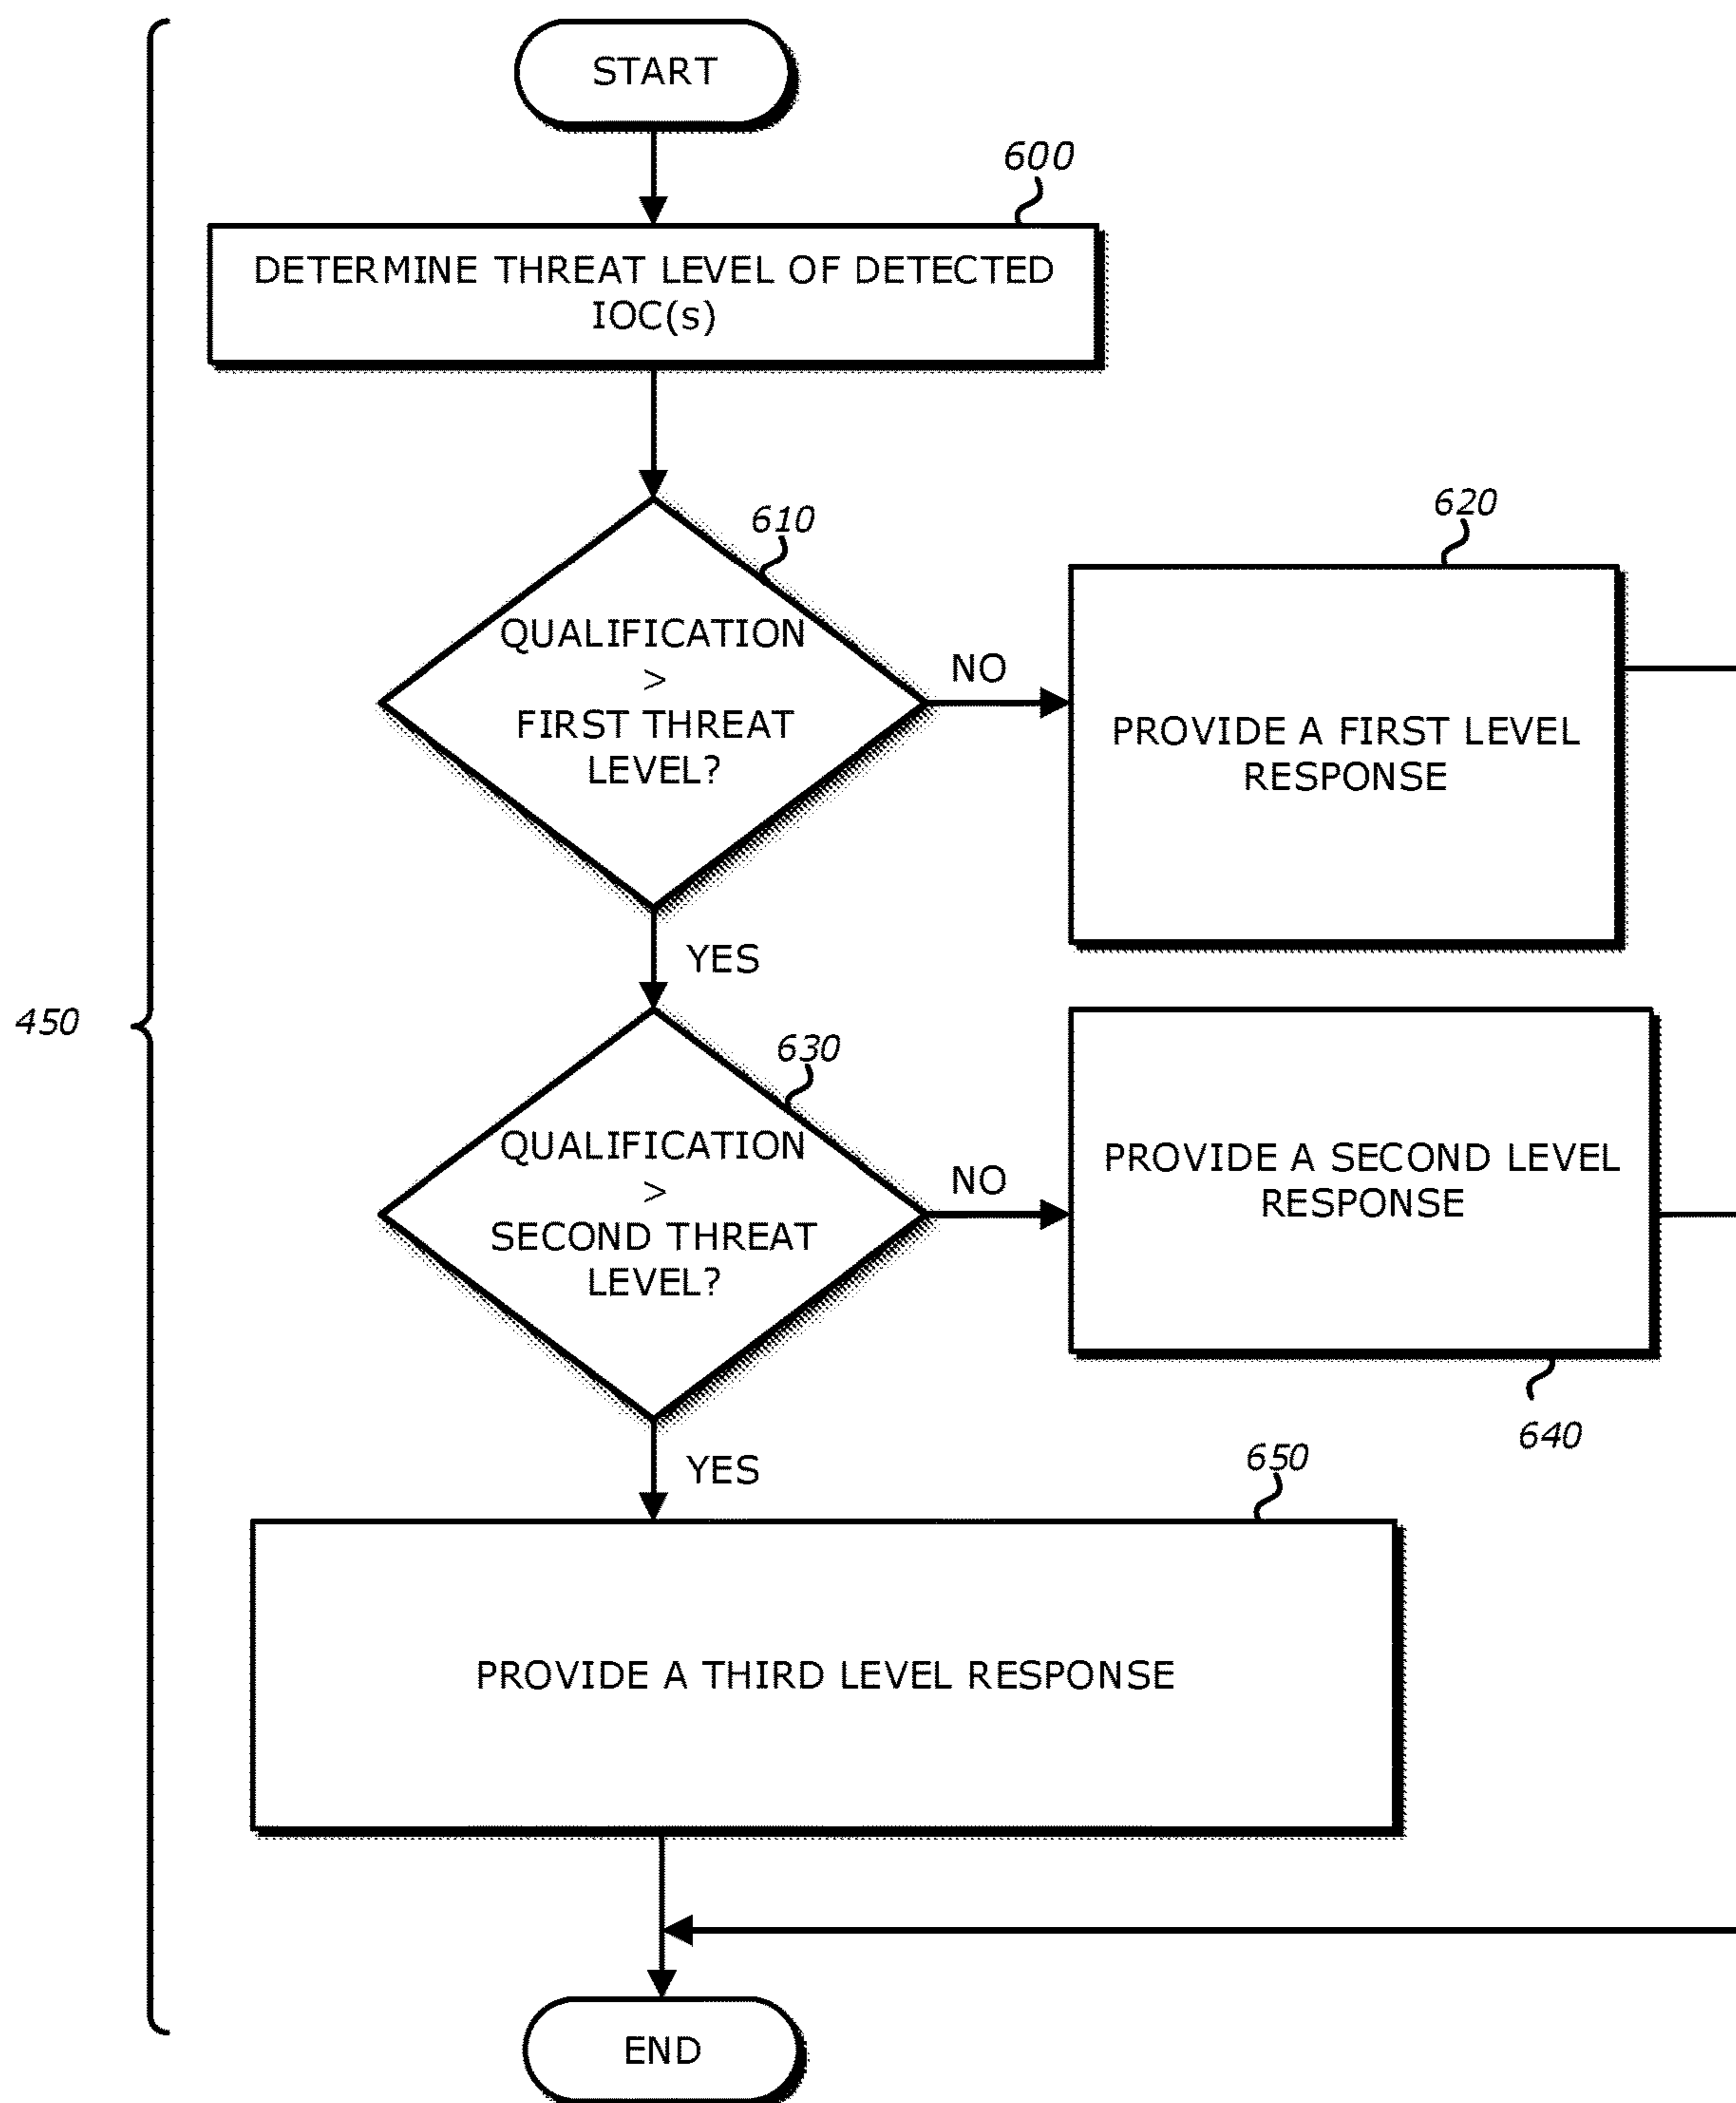 START
600
DETERMINE THREAT LEVEL OF DETECTED
IOC(s)
610
QUALIFICATION
>
FIRST THREAT
LEVEL?
NO
620
PROVIDE A FIRST LEVEL
RESPONSE
YES
450
630
QUALIFICATION
>
SECOND THREAT
LEVEL?
NO
PROVIDE A SECOND LEVEL
RESPONSE
640
YES
650
PROVIDE A THIRD LEVEL RESPONSE
END